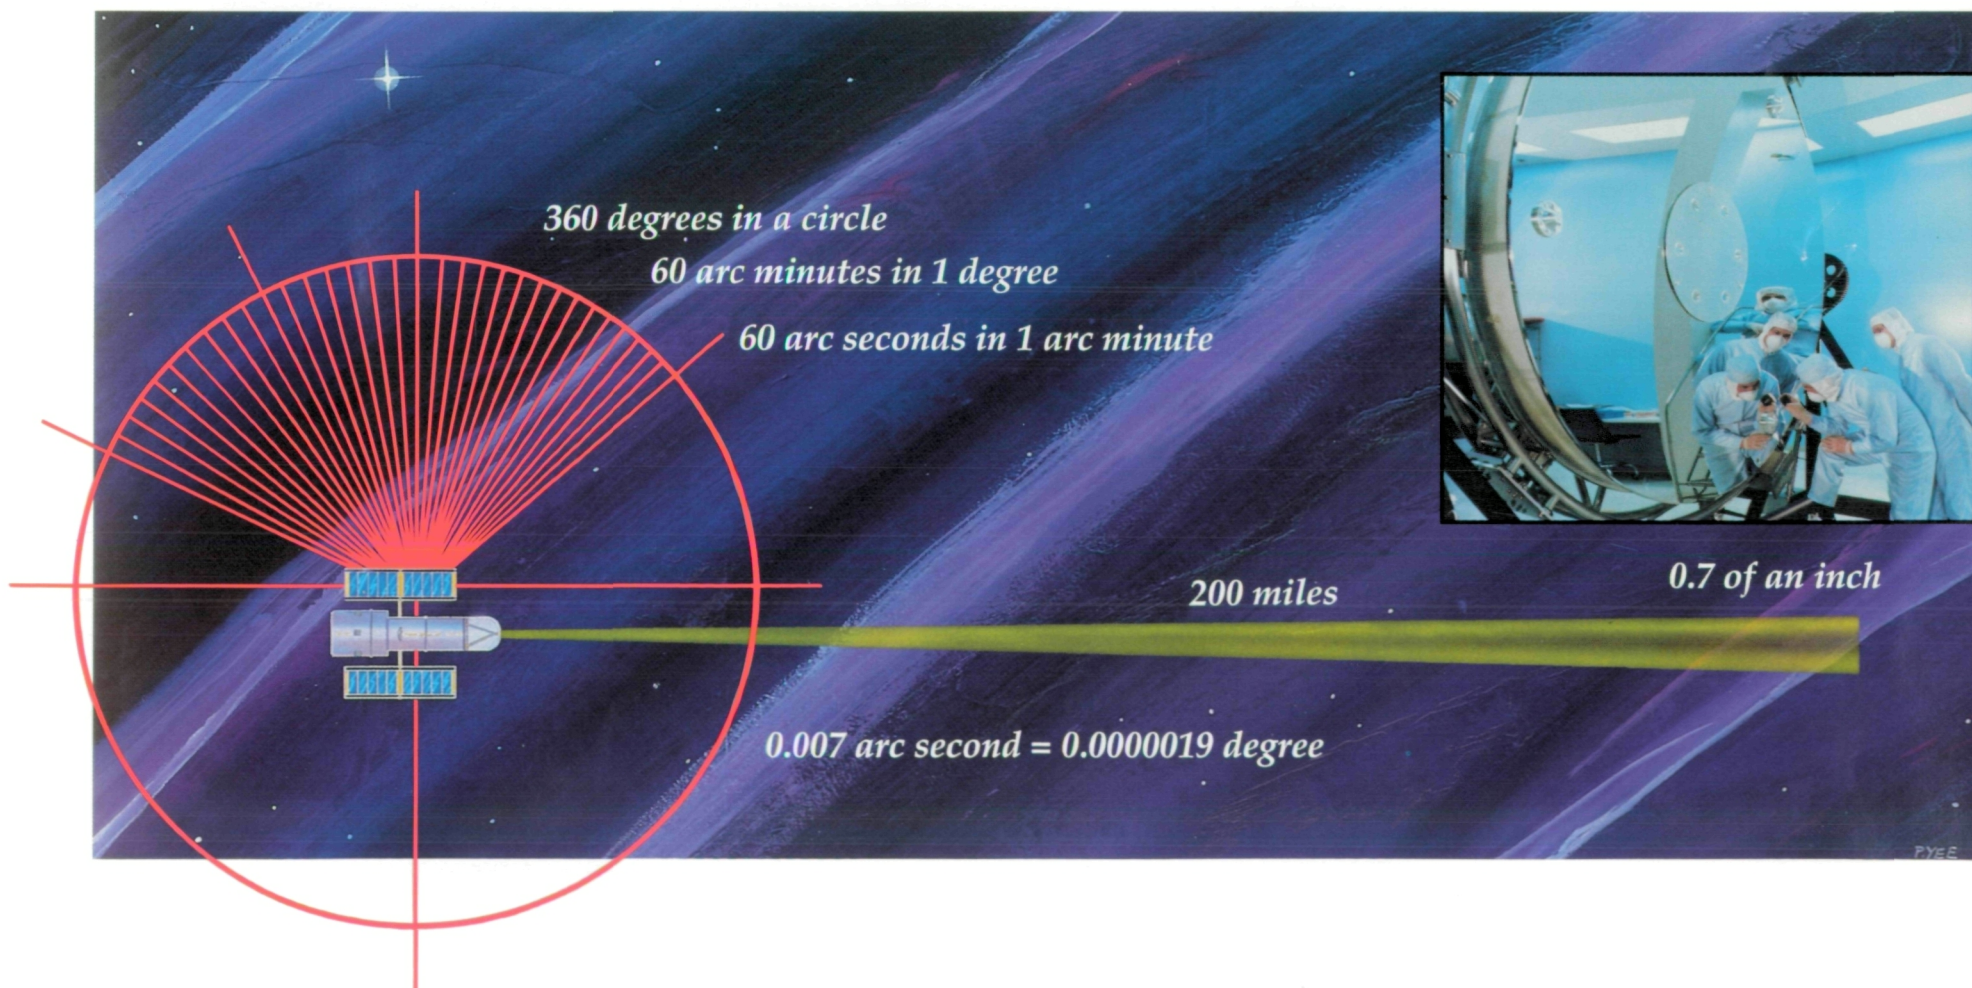 360 degrees in a circle
60 arc minutes in 1 degree
60 arc seconds in 1 arc minute
200 miles
0.7 of an inch
0.007 arc second = 0.0000019 degree
P.YEE